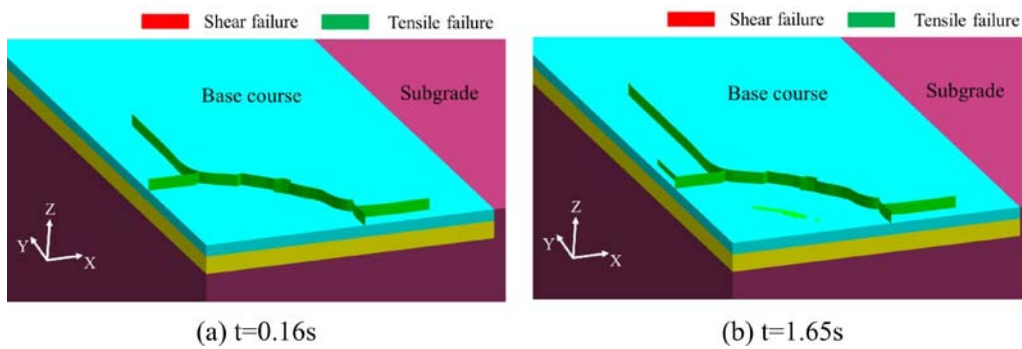 Shear failure Tensile failure
Base course
Subgrade
Z
Y
X
(a) t=0.16s
Shear failure Tensile failure
Base course
Subgrade
Z
Y
X
(b) t=1.65s